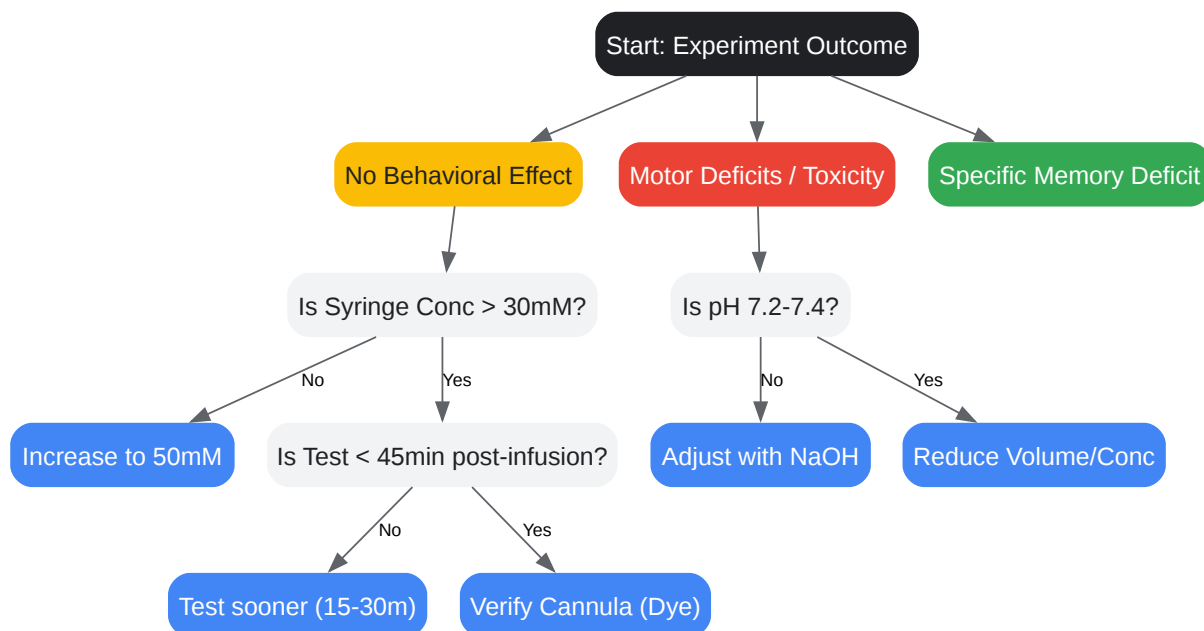 Start: Experiment Outcome
No Behavioral Effect
Motor Deficits / Toxicity
Specific Memory Deficit
Is Syringe Conc > 30mM?
Is pH 7.2-7.4?
No
Yes
No
Yes
Increase to 50mM
Is Test < 45min post-infusion?
Adjust with NaOH
Reduce Volume/Conc
No
Yes
Test sooner (15-30m)
Verify Cannula (Dye)